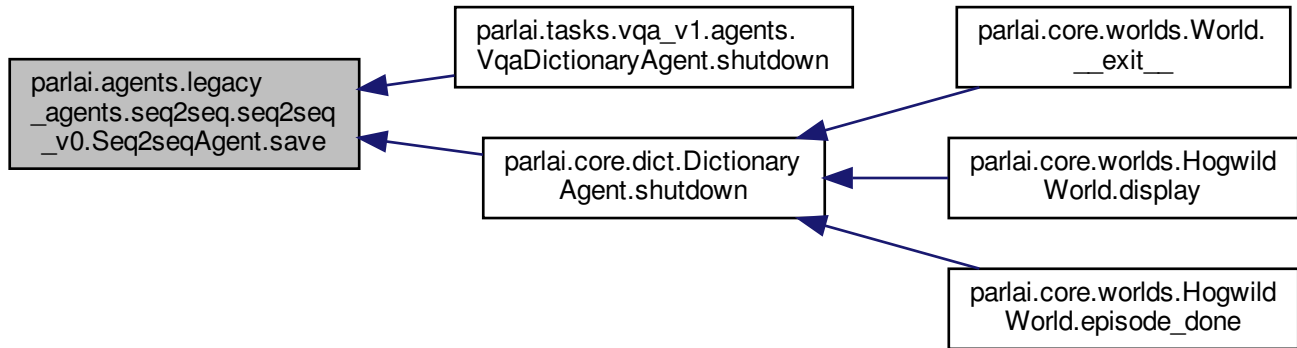 parlai.agents.legacy
_agents.seq2seq.seq2seq
_v0.Seq2seqAgent.save
parlai.tasks.vqa_v1.agents.
VqaDictionaryAgent.shutdown
parlai.core.dict.Dictionary
Agent.shutdown
parlai.core.worlds.World.
__exit__
parlai.core.worlds.Hogwild
World.display
parlai.core.worlds.Hogwild
World.episode_done